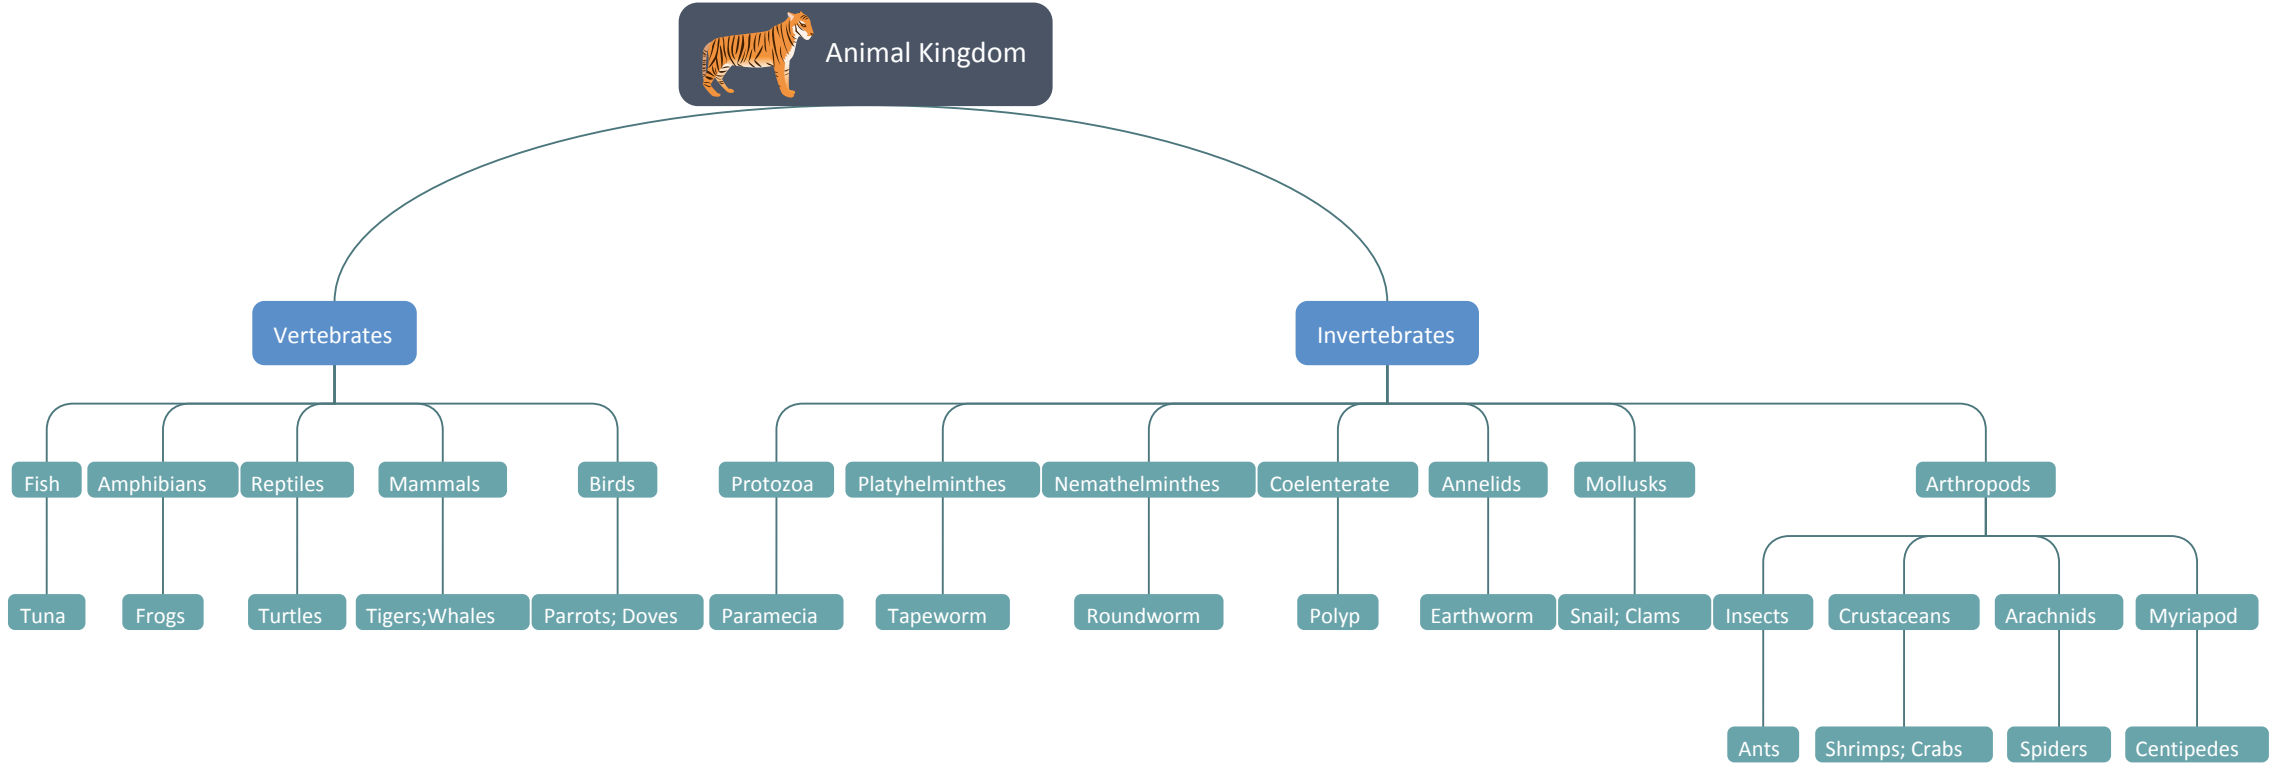 Animal Kingdom
Vertebrates
Invertebrates
Fish
Amphibians
Reptiles
Mammals
Birds
Protozoa
Platyhelminthes
Nemathelminthes
Coelenterate
Annelids
Mollusks
Arthropods
Tuna
Frogs
Turtles
Tigers;Whales
Parrots; Doves
Paramecia
Tapeworm
Roundworm
Polyp
Earthworm
Snail; Clams
Insects
Crustaceans
Arachnids
Myriapod
Ants
Shrimps; Crabs
Spiders
Centipedes